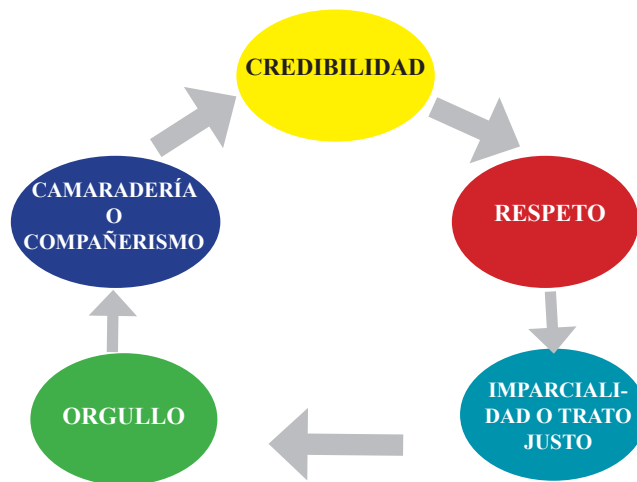 CREDIBILIDAD
RESPETO
IMPARCIALI-
DAD O TRATO
JUSTO
ORGULLO
CAMARADERÍA
O
COMPAÑERISMO